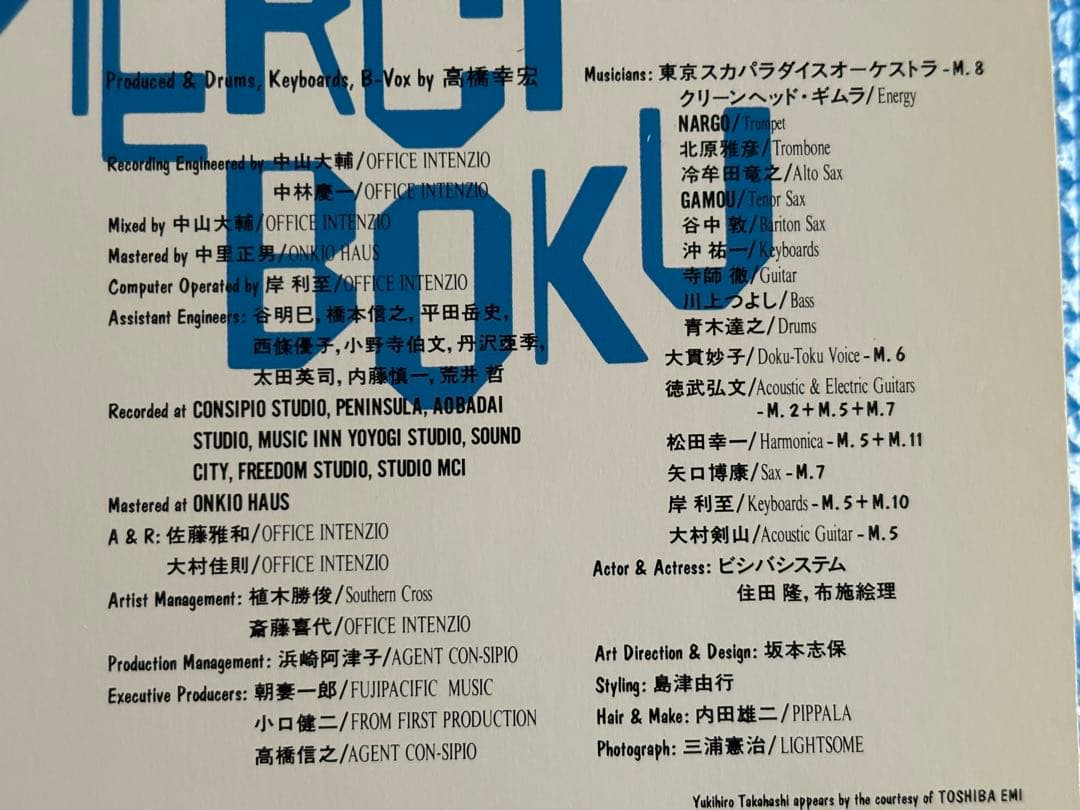 MERCI
BOKU
Produced & Drums, Keyboards, B-Vox by 高橋幸宏
Recording Engineered by 中山大輔/OFFICE INTENZIO
中林慶一/OFFICE INTENZIO
Mixed by 中山大輔/OFFICE INTENZIO
Mastered by 中里正男/ONKIO HAUS
Computer Operated by 岸 利至/OFFICE INTENZIO
Assistant Engineers: 谷明巳, 橋本信之, 平田岳史,
西條優子, 小野寺伯文, 丹沢亜季,
太田英司, 内藤慎一, 荒井 哲
Recorded at CONSIPIO STUDIO, PENINSULA, AOBADAI
STUDIO, MUSIC INN YOYOGI STUDIO, SOUND
CITY, FREEDOM STUDIO, STUDIO MCI
Mastered at ONKIO HAUS
A & R: 佐藤雅和/OFFICE INTENZIO
大村佳則/OFFICE INTENZIO
Artist Management: 植木勝俊/Southern Cross
斎藤喜代/OFFICE INTENZIO
Production Management: 浜崎阿津子/AGENT CON-SIPIO
Executive Producers: 朝妻一郎/FUJIPACIFIC MUSIC
小口健二/FROM FIRST PRODUCTION
高橋信之/AGENT CON-SIPIO
Musicians: 東京スカパラダイスオーケストラ-M. 8
クリーンヘッド・ギムラ/Energy
NARGO/Trumpet
北原雅彦/Trombone
冷牟田竜之/Alto Sax
GAMOU/Tenor Sax
谷中 敦/Bariton Sax
沖 祐一/Keyboards
寺師 徹/Guitar
川上つよし/Bass
青木達之/Drums
大貫妙子/Doku-Toku Voice-M. 6
徳武弘文/Acoustic & Electric Guitars
-M. 2+M. 5+M. 7
松田幸一/Harmonica-M. 5+M. 11
矢口博康/Sax-M. 7
岸 利至/Keyboards-M. 5+M. 10
大村剣山/Acoustic Guitar-M. 5
Actor & Actress: ビシバシステム
住田 隆, 布施絵理
Art Direction & Design: 坂本志保
Styling: 島津由行
Hair & Make: 内田雄二/PIPPALA
Photograph: 三浦憲治/LIGHTSOME
Yukihiro Takahashi appears by the courtesy of TOSHIBA EMI